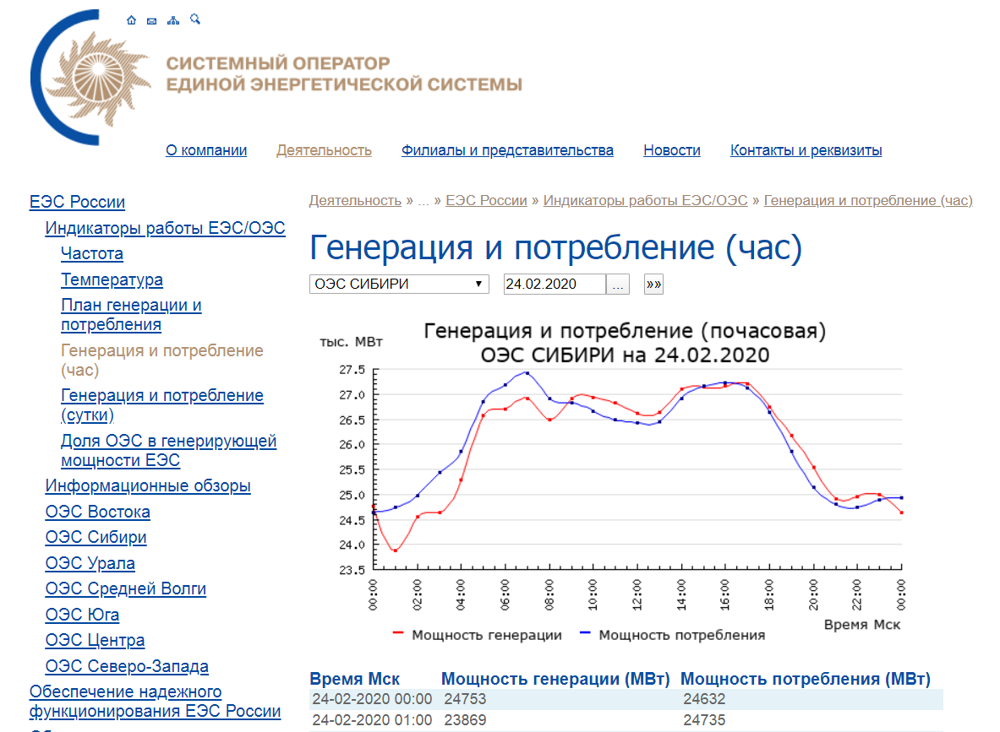 СИСТЕМНЫЙ ОПЕРАТОР
ЕДИНОЙ ЭНЕРГЕТИЧЕСКОЙ СИСТЕМЫ
О компании Деятельность Филиалы и представительства Новости Контакты и реквизиты
ЕЭС России
Индикаторы работы ЕЭС/ОЭС
Частота
Температура
План генерации и
потребления
Генерация и потребление
(час)
Генерация и потребление
(сутки)
Доля ОЭС в генерирующей
мощности ЕЭС
Информационные обзоры
ОЭС Востока
ОЭС Сибири
ОЭС Урала
ОЭС Средней Волги
ОЭС Юга
ОЭС Центра
ОЭС Северо-Запада
Обеспечение надежного
функционирования ЕЭС России
Деятельность » ... » ЕЭС России » Индикаторы работы ЕЭС/ОЭС » Генерация и потребление (час)
Генерация и потребление (час)
ОЭС СИБИРИ 24.02.2020 ... »»
Генерация и потребление (почасовая)
тыс. МВт
ОЭС СИБИРИ на 24.02.2020
27.5
27.0
26.5
26.0
25.5
25.0
24.5
24.0
23.5
00:00 02:00 04:00 06:00 08:00 10:00 12:00 14:00 16:00 18:00 20:00 22:00 00:00
Время Мск
Мощность генерации Мощность потребления
Время Мск Мощность генерации (МВт) Мощность потребления (МВт)
24-02-2020 00:00 24753 24632
24-02-2020 01:00 23869 24735